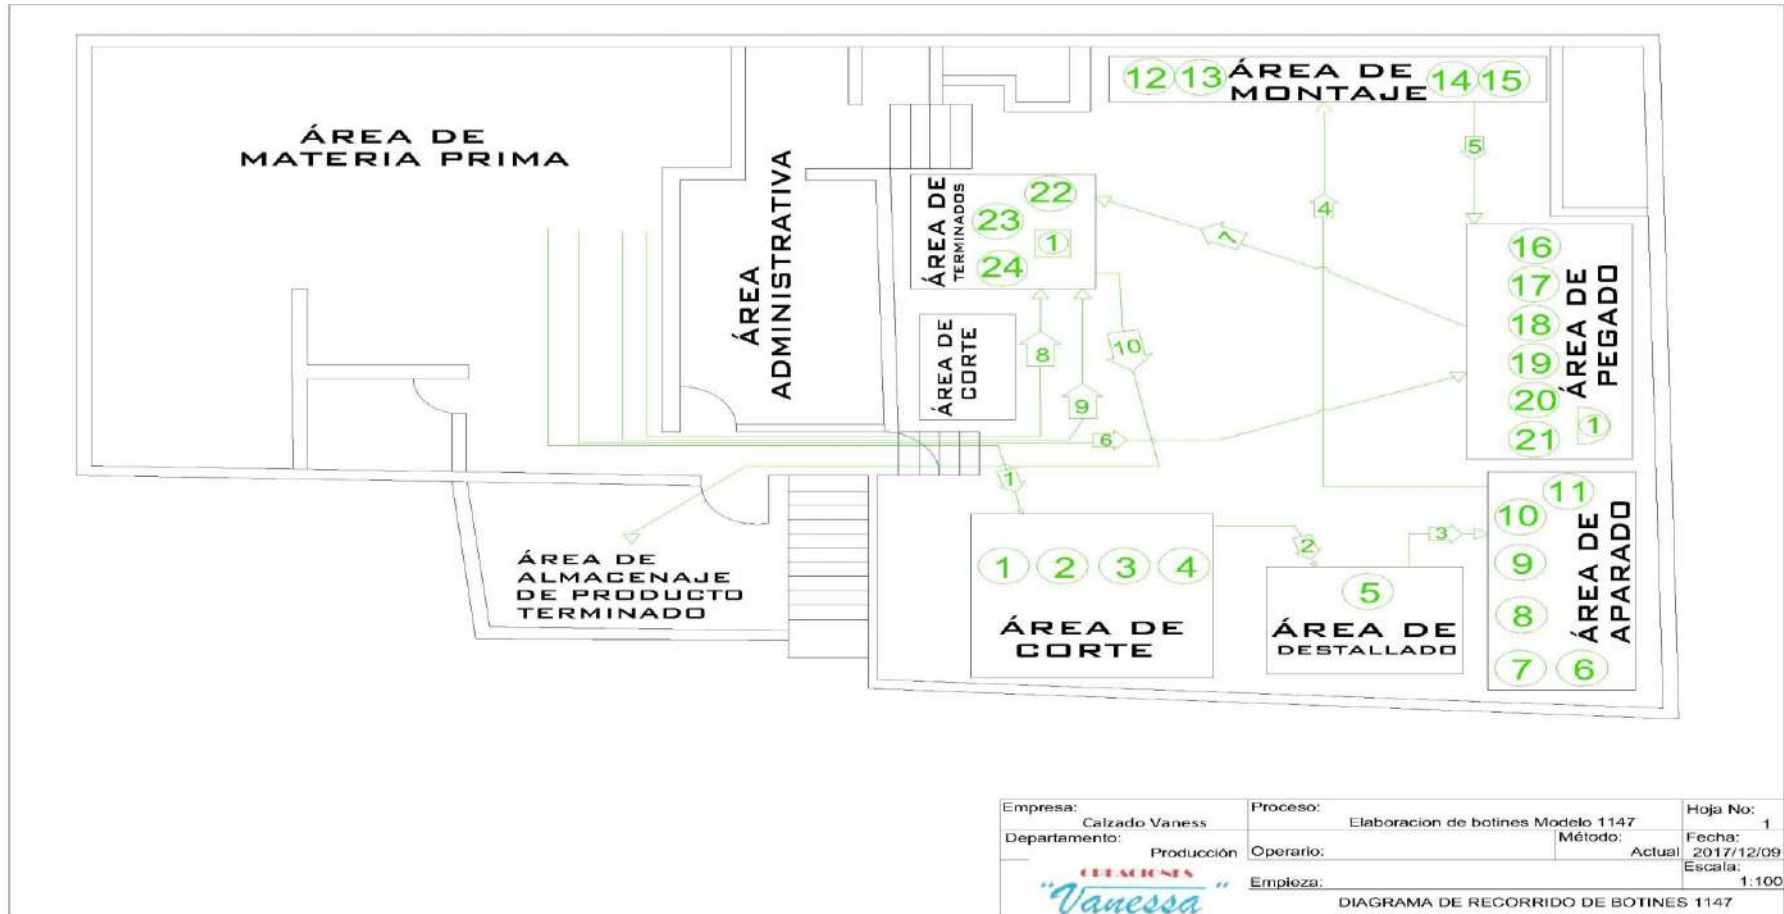 ÁREA DE
MATERIA PRIMA
ÁREA
ADMINISTRATIVA
ÁREA DE
TERMINADOS
22
23
24
1
ÁREA DE
CORTE
12 13 ÁREA DE
MONTAJE 14 15
5
4
7
8
9
10
6
16
17
18
19
20
21
1
ÁREA DE
PEGADO
1
1 2 3 4
ÁREA DE
CORTE
2
5
ÁREA DE
DESTALLADO
3
11
10
9
8
7 6
ÁREA DE
APARADO
ÁREA DE
ALMACENAJE
DE PRODUCTO
TERMINADO
Empresa:
Calzado Vaness
Proceso:
Elaboracion de botines Modelo 1147
Hoja No:
1
Departamento:
Producción
Operario:
Método:
Actual
Fecha:
2017/12/09
CREACIONES
"Vanessa"
Empieza:
Escala:
1:100
DIAGRAMA DE RECORRIDO DE BOTINES 1147